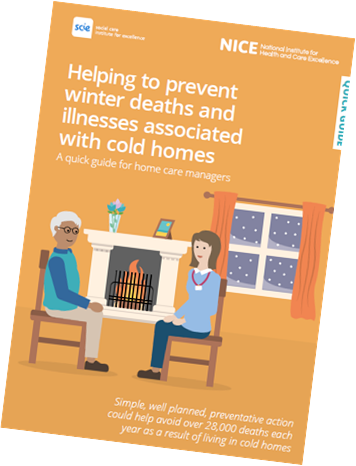 scie
social care
institute for excellence
NICE National Institute for
Health and Care Excellence
QUICK GUIDE
Helping to prevent
winter deaths and
illnesses associated
with cold homes
A quick guide for home care managers
Simple, well planned, preventative action
could help avoid over 28,000 deaths each
year as a result of living in cold homes